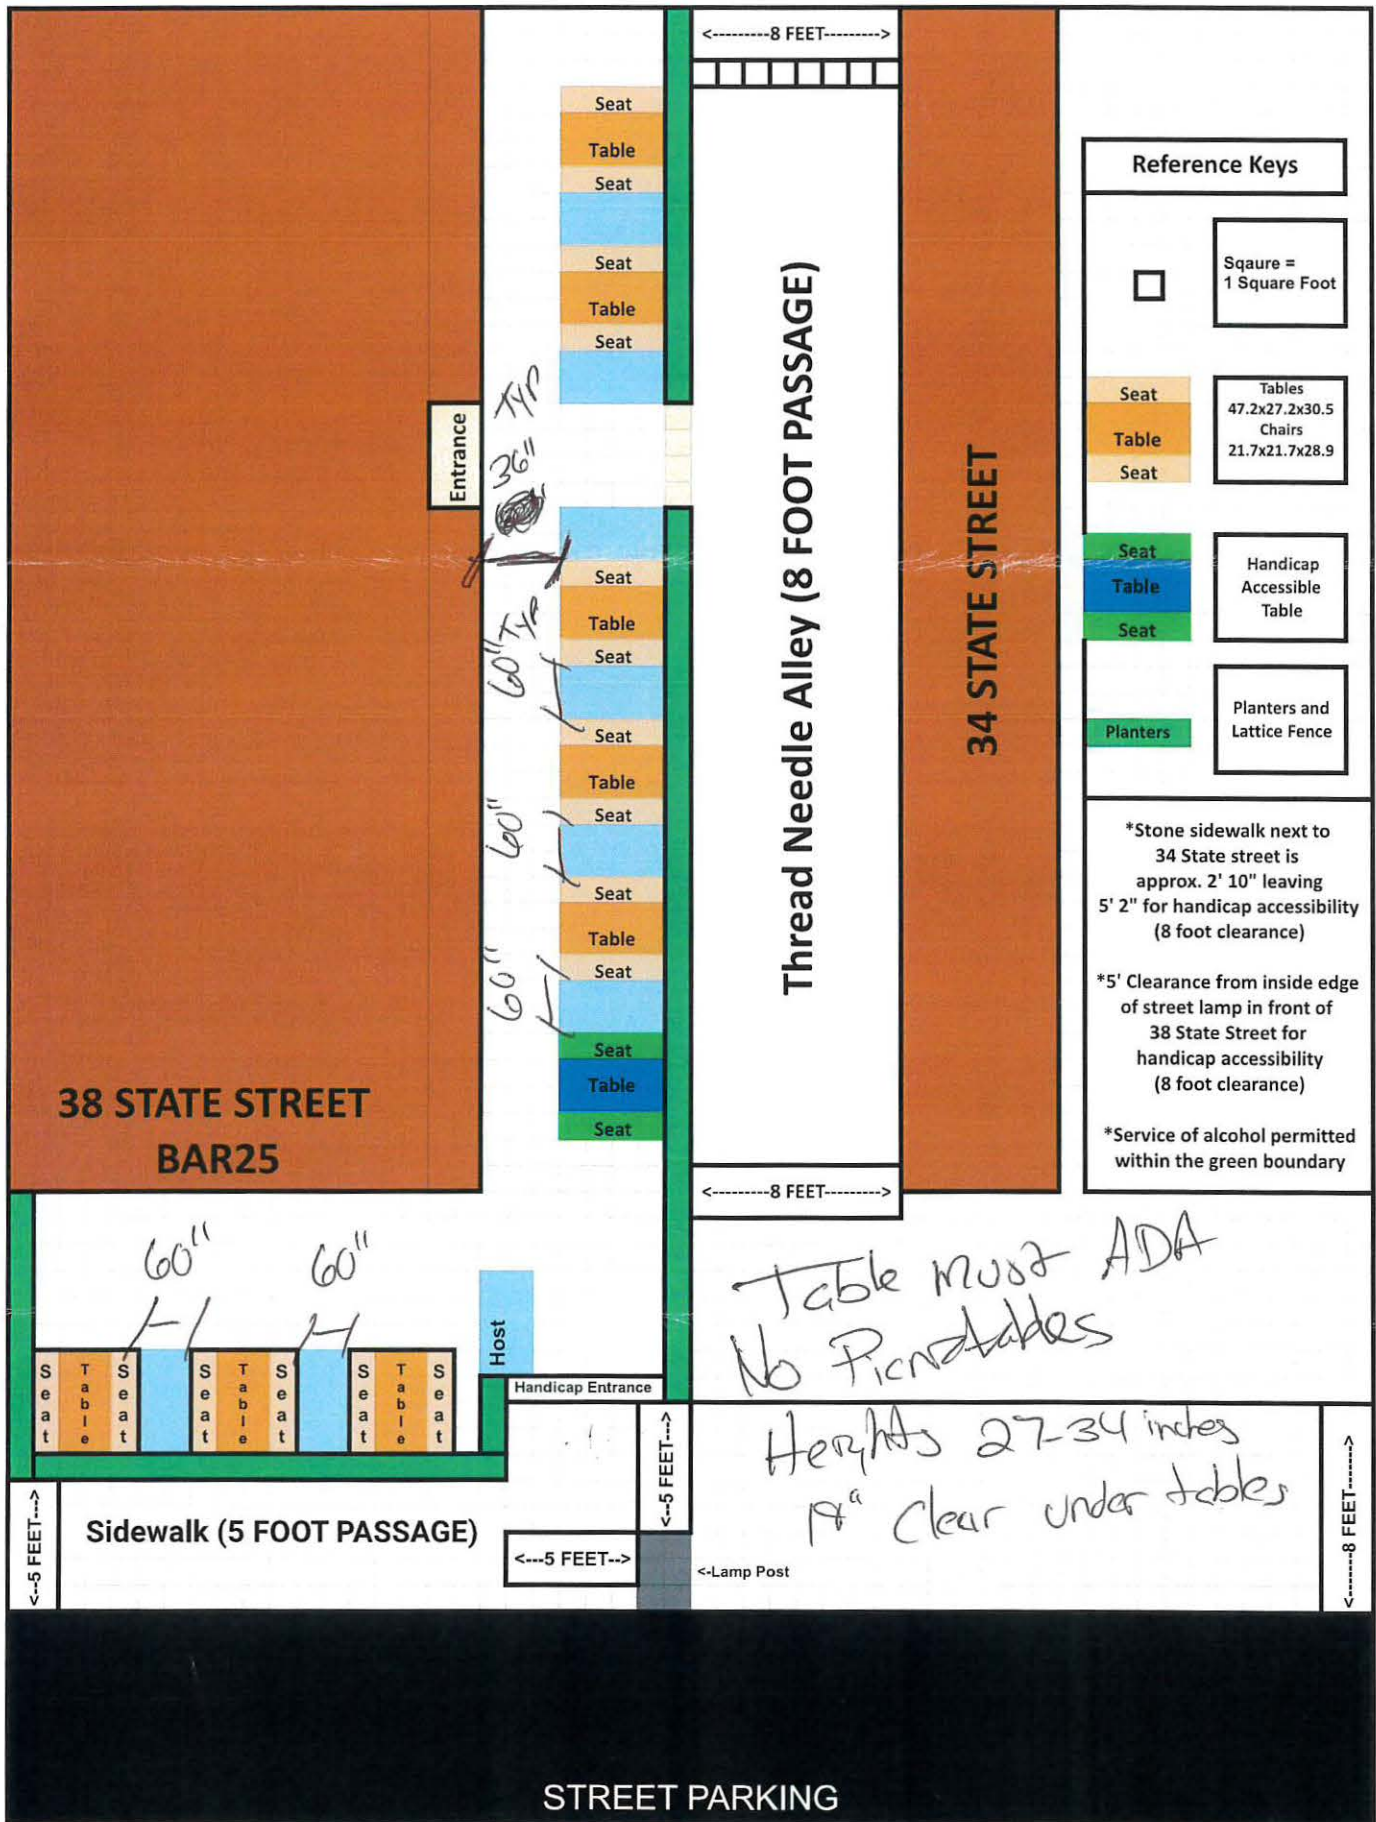 <---------8 FEET--------->
Seat
Table
Seat
Seat
Table
Seat
Entrance
36" TYP
Seat
Table
Seat
60" TYP
Seat
Table
Seat
60"
Seat
Table
Seat
60"
Seat
Table
Seat
38 STATE STREET
BAR25
Thread Needle Alley (8 FOOT PASSAGE)
<---------8 FEET--------->
34 STATE STREET
Reference Keys
Sqaure =
1 Square Foot
Seat
Table
Seat
Tables
47.2x27.2x30.5
Chairs
21.7x21.7x28.9
Seat
Table
Seat
Handicap
Accessible
Table
Planters
Planters and
Lattice Fence
*Stone sidewalk next to
34 State street is
approx. 2' 10" leaving
5' 2" for handicap accessibility
(8 foot clearance)
*5' Clearance from inside edge
of street lamp in front of
38 State Street for
handicap accessibility
(8 foot clearance)
*Service of alcohol permitted
within the green boundary
60"
60"
Seat
Table
Seat
Seat
Table
Seat
Seat
Table
Seat
Host
Handicap Entrance
Table must ADA
No Picnictables
Heights 27-34 inches
Clear under tables
<--5 FEET-->
Sidewalk (5 FOOT PASSAGE)
<---5 FEET-->
<--5 FEET--->
<-Lamp Post
<-------8 FEET------->
STREET PARKING